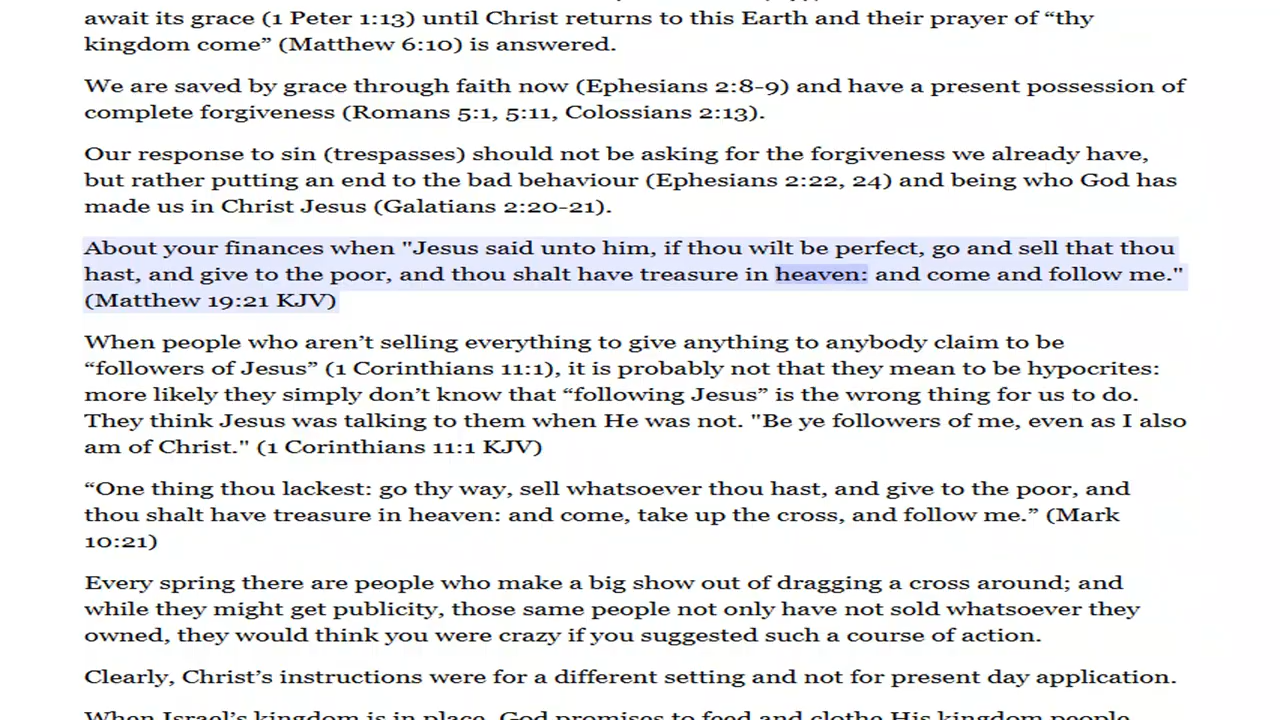 await its grace (1 Peter 1:13) until Christ returns to this Earth and their prayer of “thy
kingdom come” (Matthew 6:10) is answered.
We are saved by grace through faith now (Ephesians 2:8-9) and have a present possession of
complete forgiveness (Romans 5:1, 5:11, Colossians 2:13).
Our response to sin (trespasses) should not be asking for the forgiveness we already have,
but rather putting an end to the bad behaviour (Ephesians 2:22, 24) and being who God has
made us in Christ Jesus (Galatians 2:20-21).
About your finances when "Jesus said unto him, if thou wilt be perfect, go and sell that thou
hast, and give to the poor, and thou shalt have treasure in heaven: and come and follow me."
(Matthew 19:21 KJV)
When people who aren’t selling everything to give anything to anybody claim to be
“followers of Jesus” (1 Corinthians 11:1), it is probably not that they mean to be hypocrites:
more likely they simply don’t know that “following Jesus” is the wrong thing for us to do.
They think Jesus was talking to them when He was not. "Be ye followers of me, even as I also
am of Christ." (1 Corinthians 11:1 KJV)
“One thing thou lackest: go thy way, sell whatsoever thou hast, and give to the poor, and
thou shalt have treasure in heaven: and come, take up the cross, and follow me.” (Mark
10:21)
Every spring there are people who make a big show out of dragging a cross around; and
while they might get publicity, those same people not only have not sold whatsoever they
owned, they would think you were crazy if you suggested such a course of action.
Clearly, Christ’s instructions were for a different setting and not for present day application.
When Israel’s kingdom is in place, God promises to feed and clothe His kingdom people